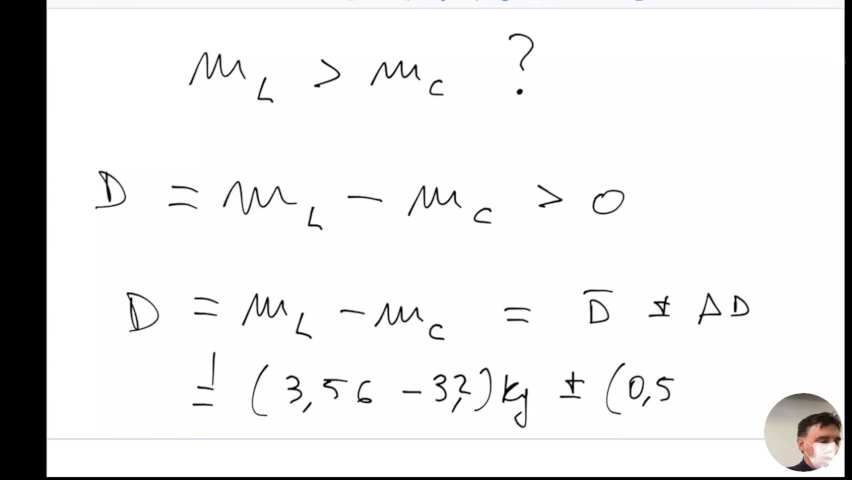 m_L > m_C ?
D = m_L - m_C > 0
D = m_L - m_C = D̄ ± ΔD
= (3,56 - 3,2) kg ± (0,5